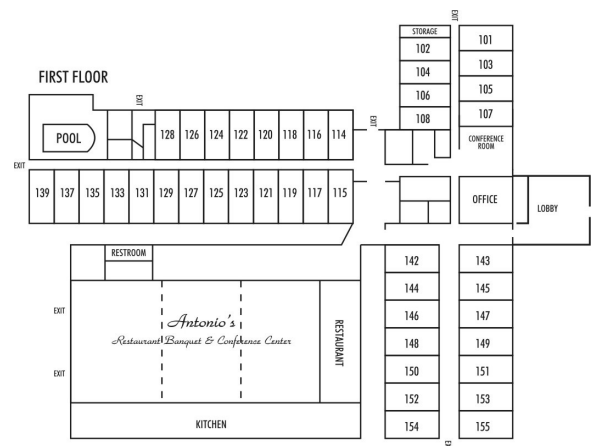 EXIT
STORAGE
101
102
103
104
FIRST FLOOR
105
106
EXIT
107
108
EXIT
128 126 124 122 120 118 116 114
POOL
CONFERENCE
ROOM
EXIT
139 137 135 133 131 129 127 125 123 121 119 117 115
OFFICE
LOBBY
RESTROOM
142 143
144 145
EXIT
146 147
Antonio's
Restaurant Banquet & Conference Center
RESTAURANT
148 149
EXIT
150 151
152 153
KITCHEN
154 155